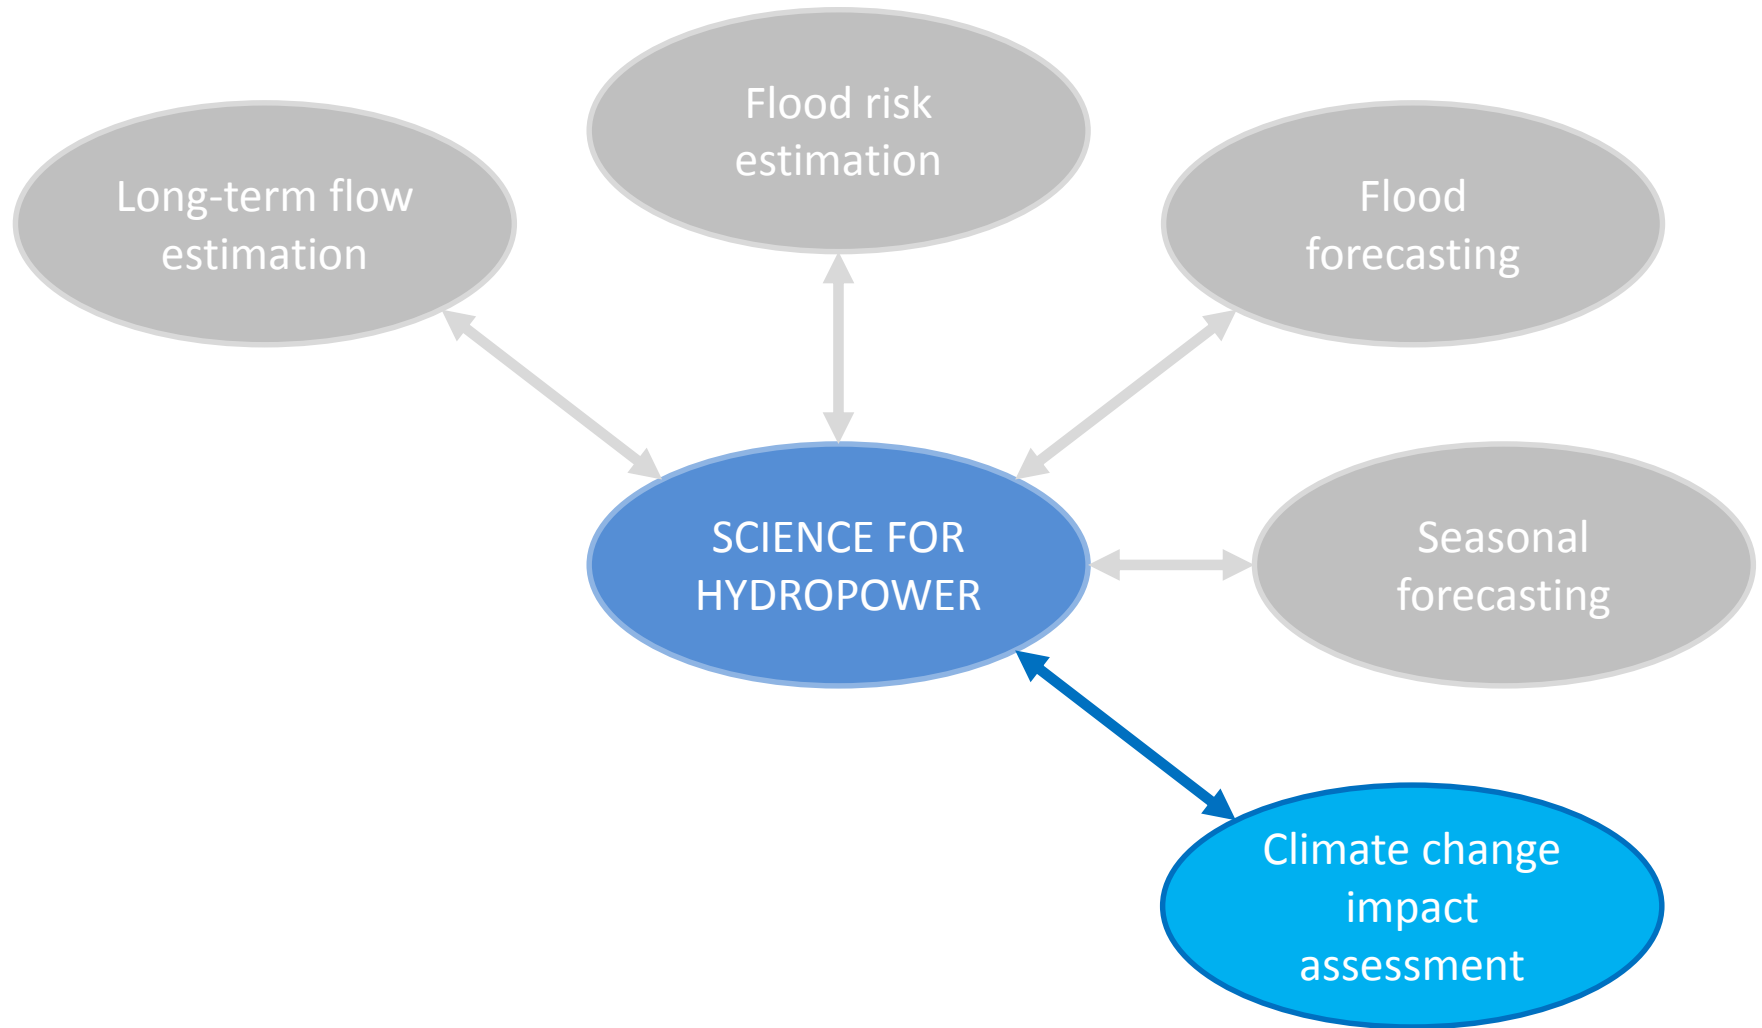 Long-term flow
estimation
Flood risk
estimation
Flood
forecasting
SCIENCE FOR
HYDROPOWER
Seasonal
forecasting
Climate change
impact
assessment